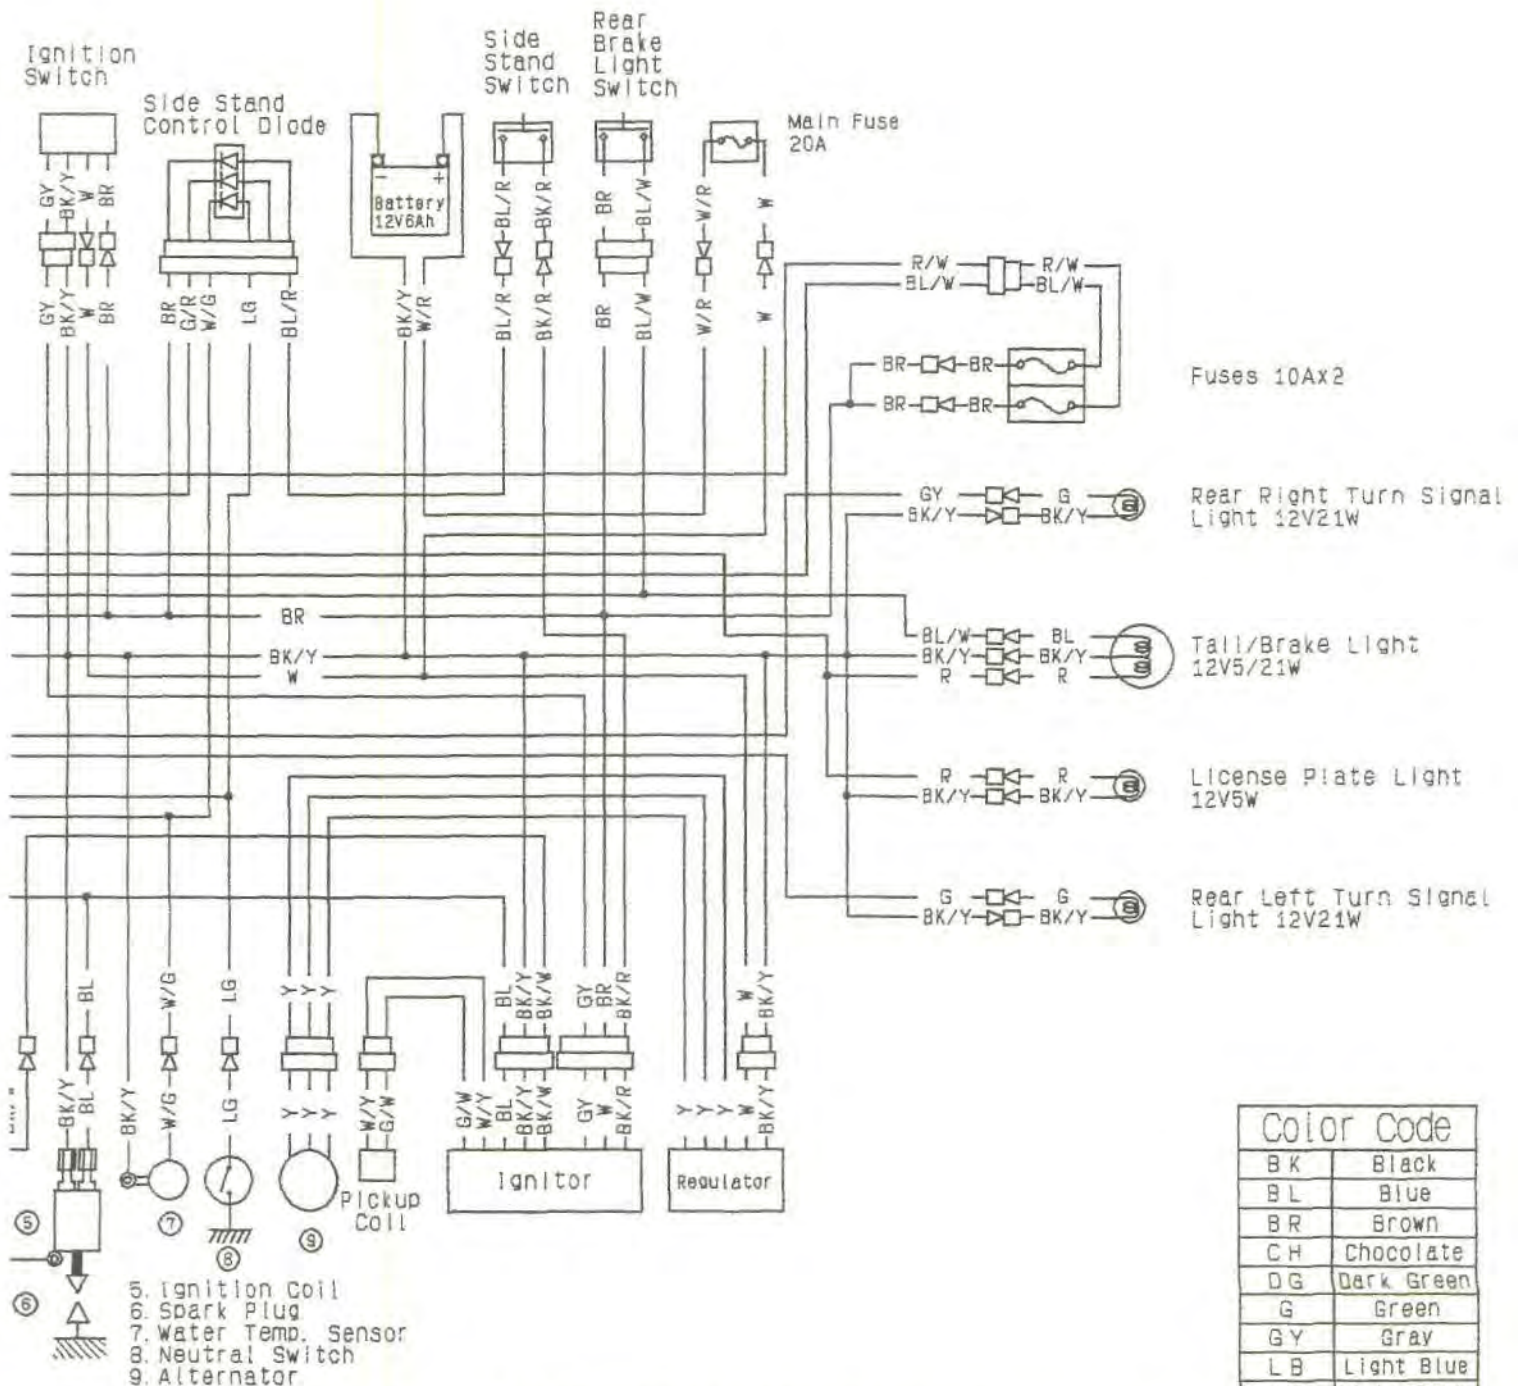 Ignition
Switch
Side Stand
Control Diode
Side
Stand
Switch
Rear
Brake
Light
Switch
Main Fuse
20A
- +
Battery
12V6Ah
GY BK/Y W BR
BL/R BK/R BR BL/W W/R W
GY BK/Y W BR
BR G/R W/G LG BL/R
BK/Y W/R
BL/R BK/R BR BL/W W/R W
R/W R/W
BL/W BL/W
BR BR
BR BR
Fuses 10Ax2
GY G
BK/Y BK/Y
Rear Right Turn Signal
Light 12V21W
BR
BK/Y
W
BL/W BL
BK/Y BK/Y
R R
Tail/Brake Light
12V5/21W
R R
BK/Y BK/Y
License Plate Light
12V5W
G G
BK/Y BK/Y
Rear Left Turn Signal
Light 12V21W
BL W/G LG Y Y Y
BL BK/Y BK/W GY BR BK/R W BK/Y
BK/Y BL BK/Y W/G LG Y Y Y W/Y G/W
G/W W/Y BL BK/Y BK/W GY W BK/R
Y Y Y W BK/Y
Pickup
Coil
Ignitor
Regulator
5
6
7
8
9
5. Ignition Coil
6. Spark Plug
7. Water Temp. Sensor
8. Neutral Switch
9. Alternator
Color Code
BK Black
BL Blue
BR Brown
CH Chocolate
DG Dark Green
G Green
GY Gray
LB Light Blue